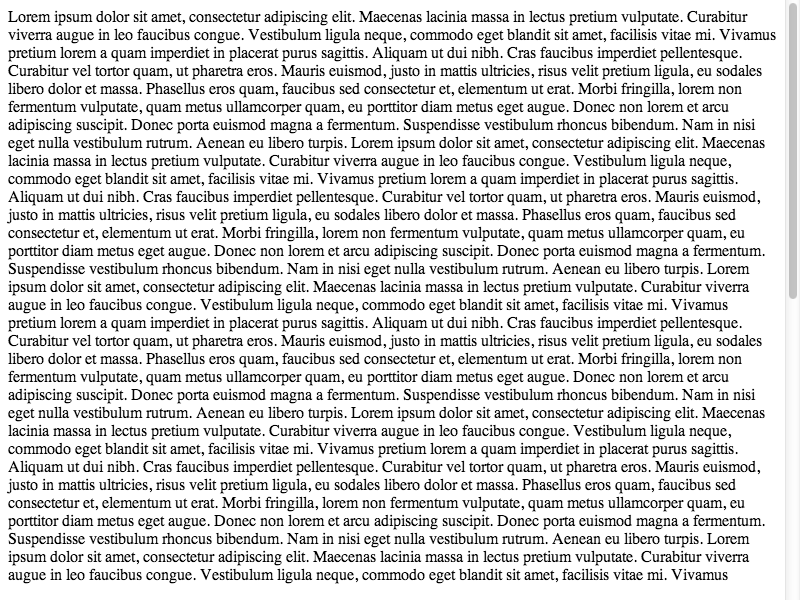 Lorem ipsum dolor sit amet, consectetur adipiscing elit. Maecenas lacinia massa in lectus pretium vulputate. Curabitur
viverra augue in leo faucibus congue. Vestibulum ligula neque, commodo eget blandit sit amet, facilisis vitae mi. Vivamus
pretium lorem a quam imperdiet in placerat purus sagittis. Aliquam ut dui nibh. Cras faucibus imperdiet pellentesque.
Curabitur vel tortor quam, ut pharetra eros. Mauris euismod, justo in mattis ultricies, risus velit pretium ligula, eu sodales
libero dolor et massa. Phasellus eros quam, faucibus sed consectetur et, elementum ut erat. Morbi fringilla, lorem non
fermentum vulputate, quam metus ullamcorper quam, eu porttitor diam metus eget augue. Donec non lorem et arcu
adipiscing suscipit. Donec porta euismod magna a fermentum. Suspendisse vestibulum rhoncus bibendum. Nam in nisi
eget nulla vestibulum rutrum. Aenean eu libero turpis. Lorem ipsum dolor sit amet, consectetur adipiscing elit. Maecenas
lacinia massa in lectus pretium vulputate. Curabitur viverra augue in leo faucibus congue. Vestibulum ligula neque,
commodo eget blandit sit amet, facilisis vitae mi. Vivamus pretium lorem a quam imperdiet in placerat purus sagittis.
Aliquam ut dui nibh. Cras faucibus imperdiet pellentesque. Curabitur vel tortor quam, ut pharetra eros. Mauris euismod,
justo in mattis ultricies, risus velit pretium ligula, eu sodales libero dolor et massa. Phasellus eros quam, faucibus sed
consectetur et, elementum ut erat. Morbi fringilla, lorem non fermentum vulputate, quam metus ullamcorper quam, eu
porttitor diam metus eget augue. Donec non lorem et arcu adipiscing suscipit. Donec porta euismod magna a fermentum.
Suspendisse vestibulum rhoncus bibendum. Nam in nisi eget nulla vestibulum rutrum. Aenean eu libero turpis. Lorem
ipsum dolor sit amet, consectetur adipiscing elit. Maecenas lacinia massa in lectus pretium vulputate. Curabitur viverra
augue in leo faucibus congue. Vestibulum ligula neque, commodo eget blandit sit amet, facilisis vitae mi. Vivamus
pretium lorem a quam imperdiet in placerat purus sagittis. Aliquam ut dui nibh. Cras faucibus imperdiet pellentesque.
Curabitur vel tortor quam, ut pharetra eros. Mauris euismod, justo in mattis ultricies, risus velit pretium ligula, eu sodales
libero dolor et massa. Phasellus eros quam, faucibus sed consectetur et, elementum ut erat. Morbi fringilla, lorem non
fermentum vulputate, quam metus ullamcorper quam, eu porttitor diam metus eget augue. Donec non lorem et arcu
adipiscing suscipit. Donec porta euismod magna a fermentum. Suspendisse vestibulum rhoncus bibendum. Nam in nisi
eget nulla vestibulum rutrum. Aenean eu libero turpis. Lorem ipsum dolor sit amet, consectetur adipiscing elit. Maecenas
lacinia massa in lectus pretium vulputate. Curabitur viverra augue in leo faucibus congue. Vestibulum ligula neque,
commodo eget blandit sit amet, facilisis vitae mi. Vivamus pretium lorem a quam imperdiet in placerat purus sagittis.
Aliquam ut dui nibh. Cras faucibus imperdiet pellentesque. Curabitur vel tortor quam, ut pharetra eros. Mauris euismod,
justo in mattis ultricies, risus velit pretium ligula, eu sodales libero dolor et massa. Phasellus eros quam, faucibus sed
consectetur et, elementum ut erat. Morbi fringilla, lorem non fermentum vulputate, quam metus ullamcorper quam, eu
porttitor diam metus eget augue. Donec non lorem et arcu adipiscing suscipit. Donec porta euismod magna a fermentum.
Suspendisse vestibulum rhoncus bibendum. Nam in nisi eget nulla vestibulum rutrum. Aenean eu libero turpis. Lorem
ipsum dolor sit amet, consectetur adipiscing elit. Maecenas lacinia massa in lectus pretium vulputate. Curabitur viverra
augue in leo faucibus congue. Vestibulum ligula neque, commodo eget blandit sit amet, facilisis vitae mi. Vivamus